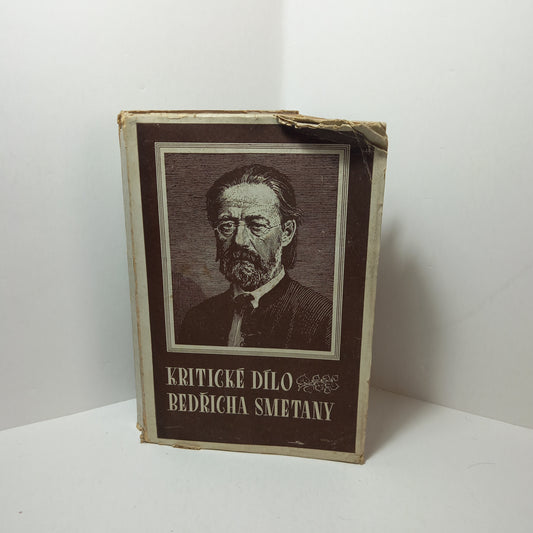 KRITICKÉ DÍLO
BEDŘICHA SMETANY